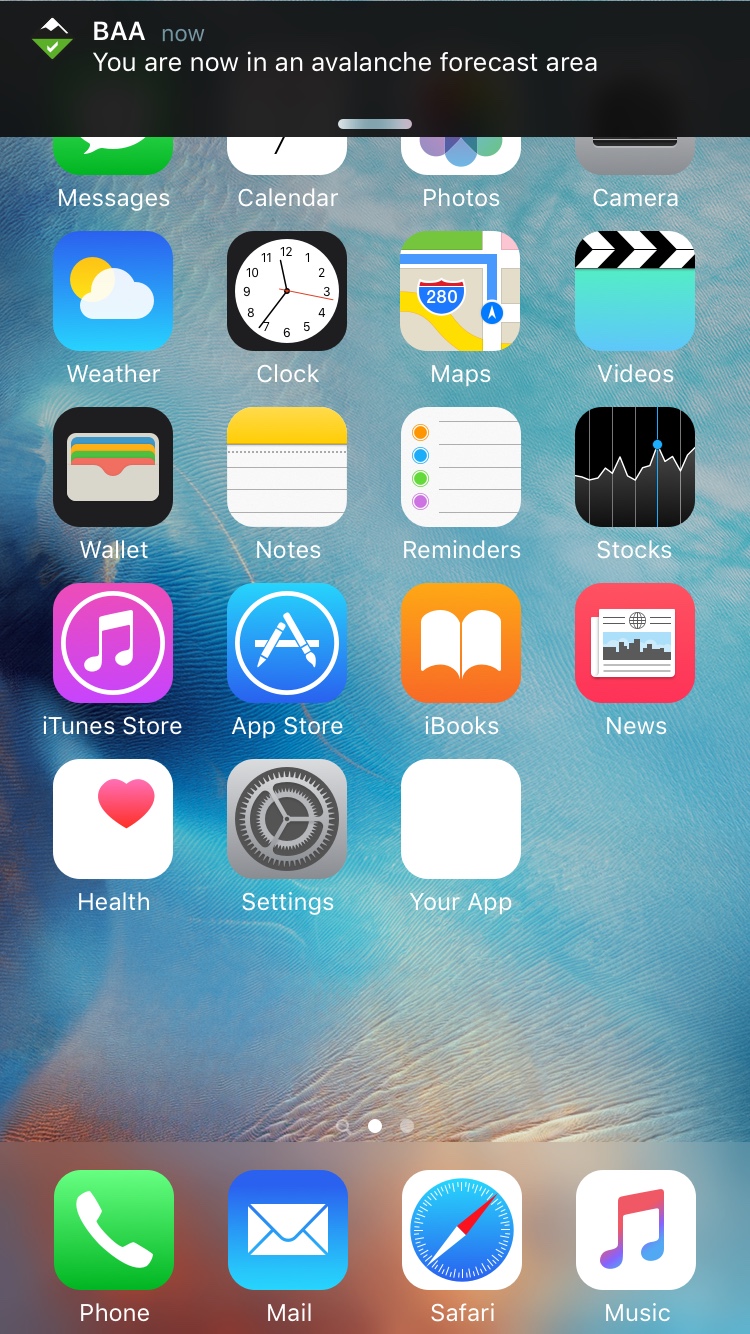 BAA now
You are now in an avalanche forecast area
Messages Calendar Photos Camera
11 12 1
10 2
9 3
8 4
7 6 5
280
Weather Clock Maps Videos
Wallet Notes Reminders Stocks
iTunes Store App Store iBooks News
Health Settings Your App
Phone Mail Safari Music